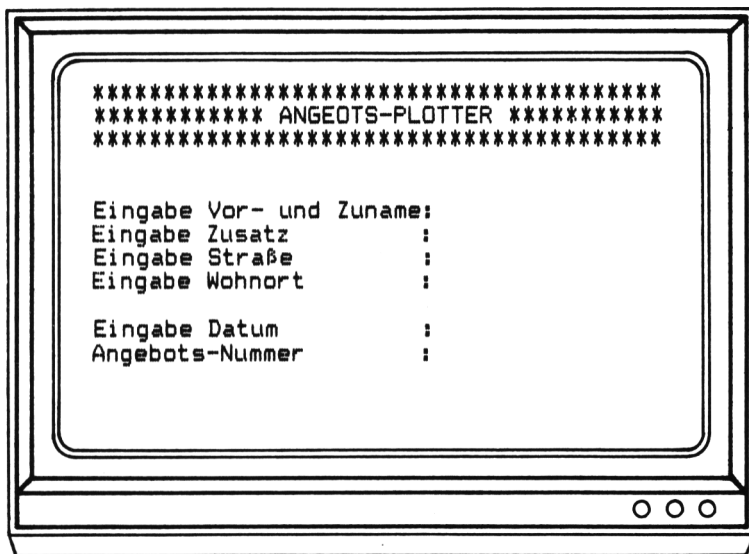 ****************************************
************ ANGEOTS-PLOTTER ***********
****************************************
Eingabe Vor- und Zuname:
Eingabe Zusatz :
Eingabe Straße :
Eingabe Wohnort :
Eingabe Datum :
Angebots-Nummer :